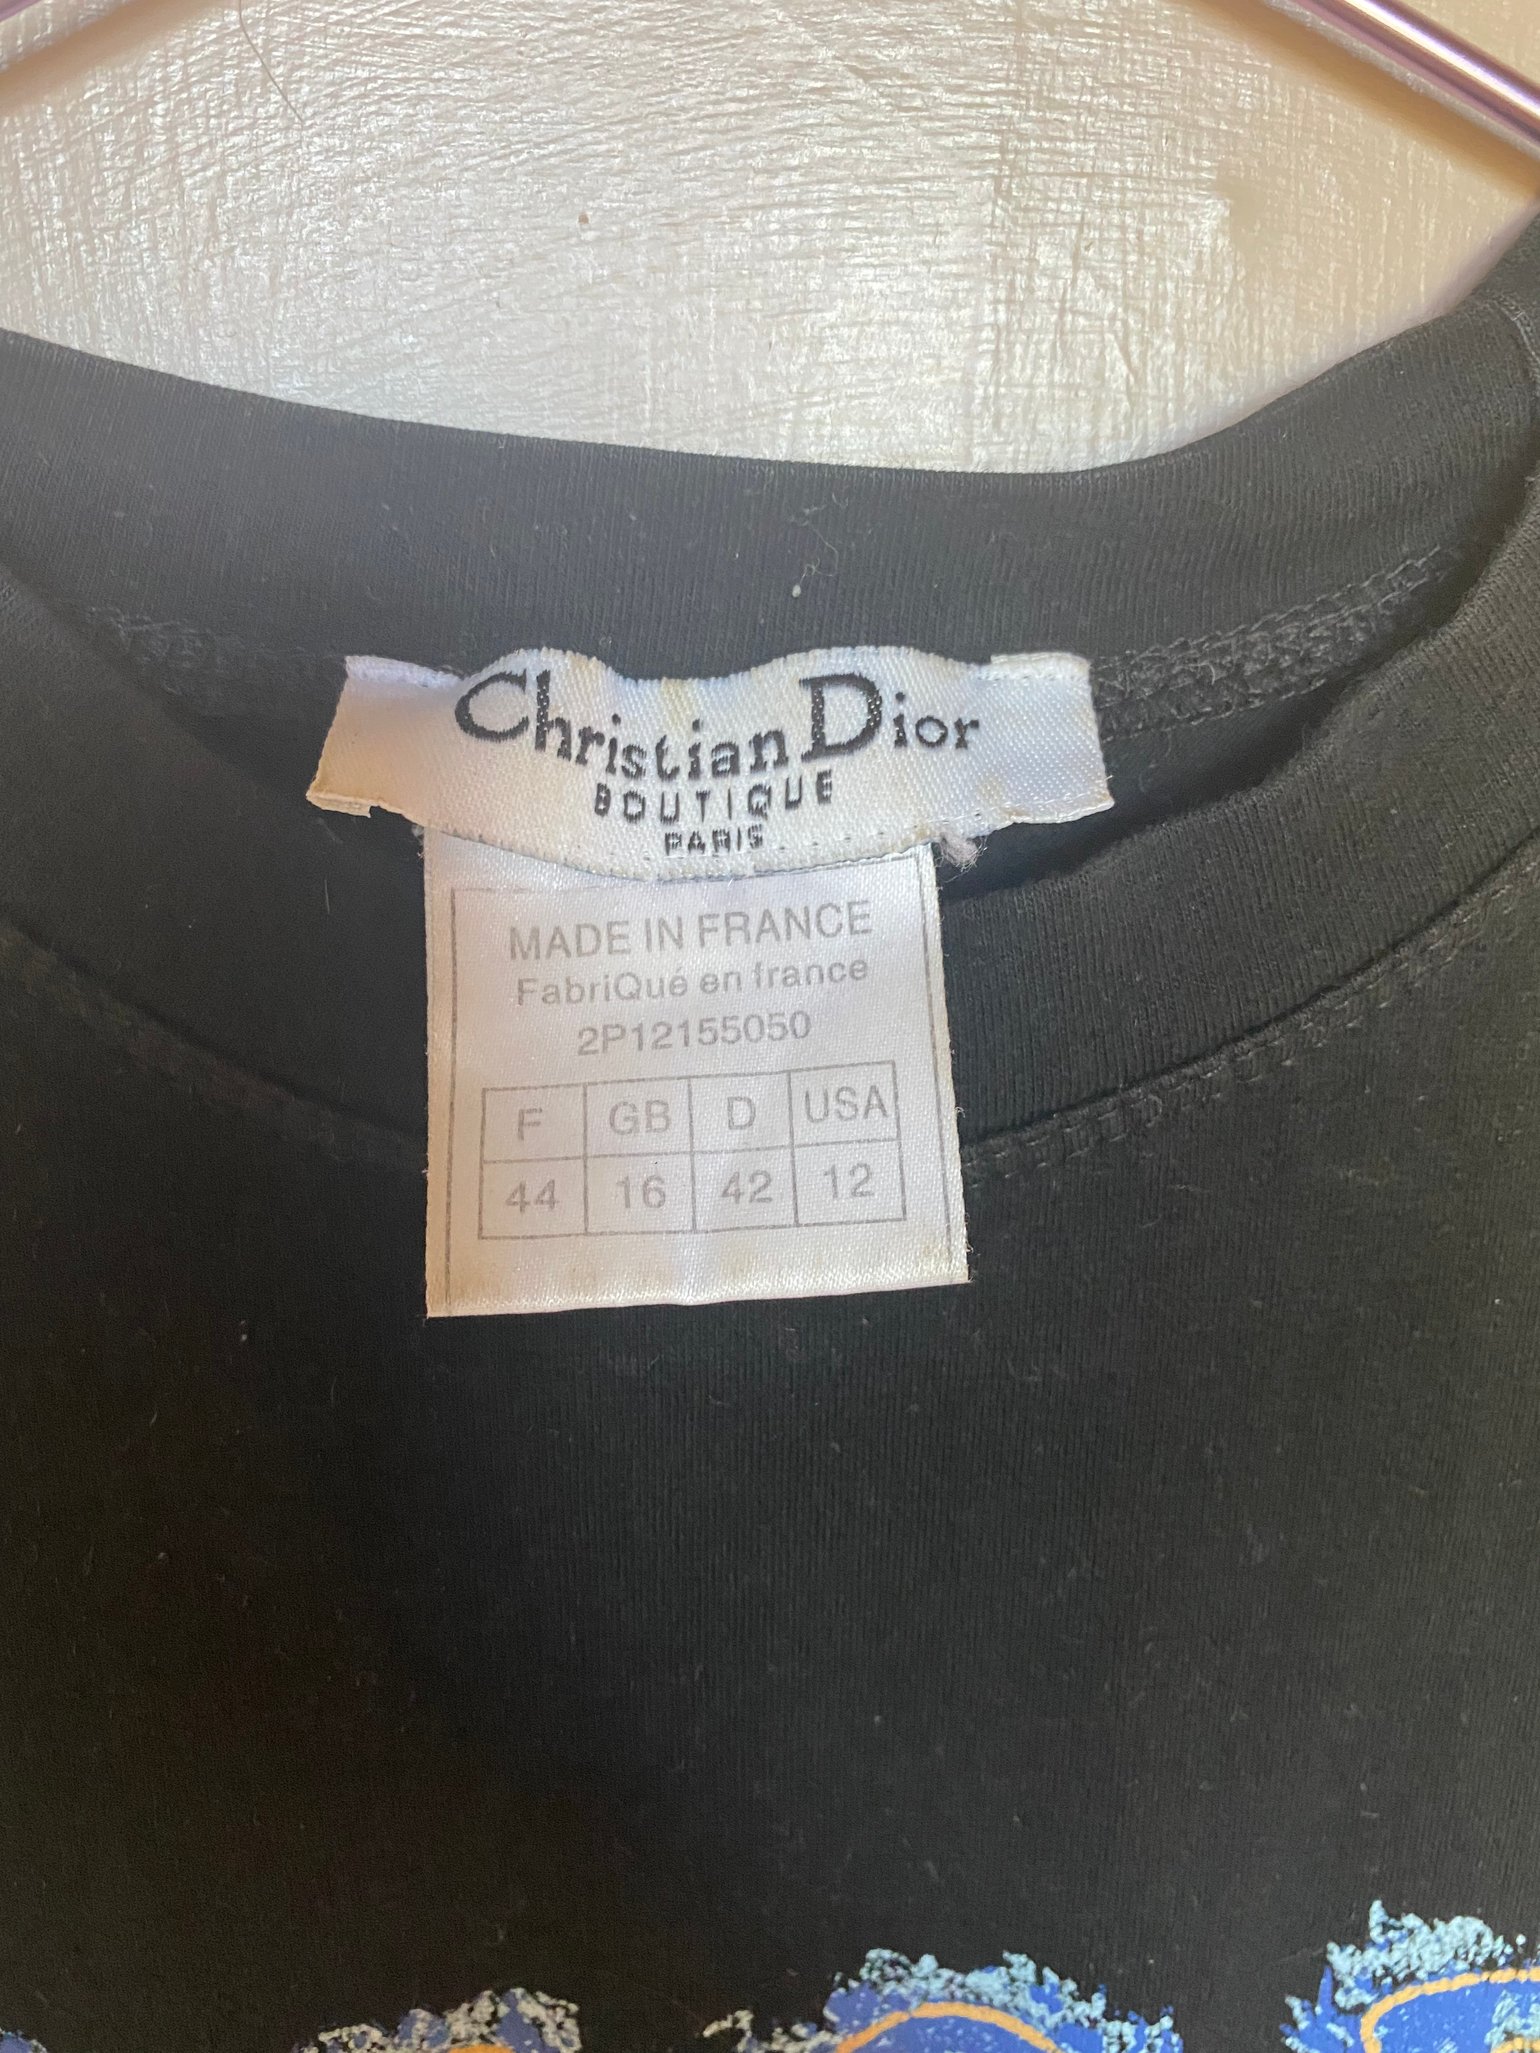 Christian Dior
BOUTIQUE
PARIS
MADE IN FRANCE
FabriQué en france
2P12155050
F GB D USA
44 16 42 12